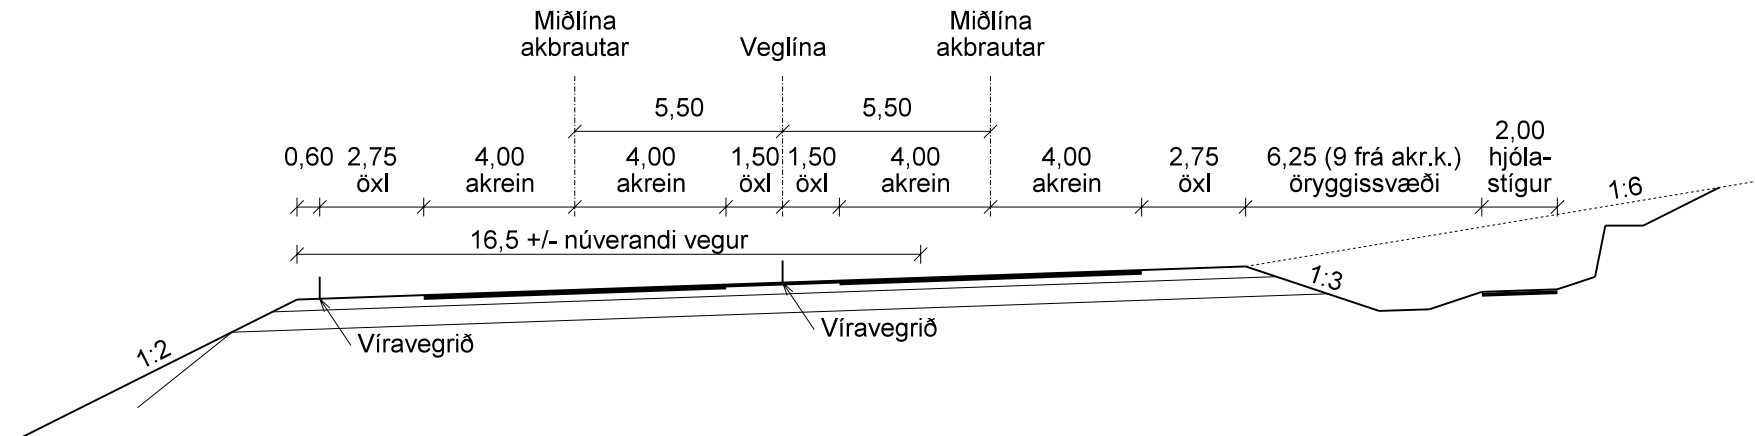 Miðlína
akbrautar
Veglína
Miðlína
akbrautar
5,50
5,50
0,60
2,75
öxl
4,00
akrein
4,00
akrein
1,50
öxl
1,50
öxl
4,00
akrein
4,00
akrein
2,75
öxl
6,25 (9 frá akr.k.)
öryggissvæði
2,00
hjóla-
stígur
1:6
16,5 +/- núverandi vegur
1:3
Víravegrið
Víravegrið
1:2